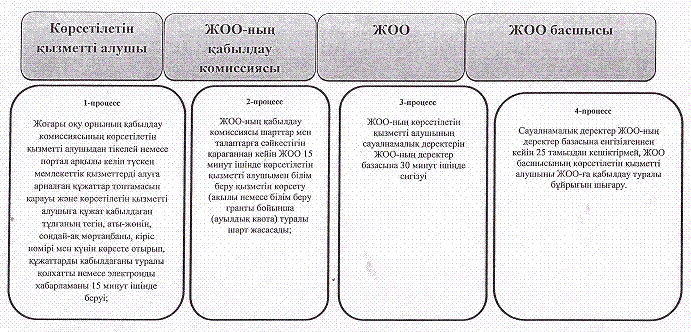 Көрсетілетін
қызметті алушы
ЖОО-ның
қабылдау
комиссиясы
ЖОО
ЖОО басшысы
1-процесс
Жоғары оқу орнының қабылдау
комиссиясының көрсетілетін
қызметті алушыдан тікелей немесе
портал арқылы келіп түскен
мемлекеттік қызметтерді алуға
арналған құжаттар топтамасын
қарауы және көрсетілетін қызметті
алушыға құжат қабылдаған
тұлғаның тегін, аты-жөнін,
сондай-ақ мөртаңбаны, кіріс
нөмірі мен күнін көрсете отырып,
құжаттарды қабылдағаны туралы
қолхатты немесе электронды
хабарламаны 15 минут ішінде
беруі;
2-процесс
ЖОО-ның қабылдау
комиссиясы шарттар мен
талаптарға сәйкестігін
қарағаннан кейін ЖОО 15
минут ішінде көрсетілетін
қызметті алушымен білім
беру қызметін көрсету
(ақылы немесе білім беру
гранты бойынша
(ауылдық квота) туралы
шарт жасасады;
3-процесс
ЖОО-ның көрсетілетін
қызметті алушының
сауалнамалық деректерін
ЖОО-ның деректер
базасына 30 минут ішінде
енгізуі
4-процесс
Сауалнамалық деректер ЖОО-ның
деректер базасына енгізілгеннен
кейін 25 тамыздан кешіктірмей, ЖОО
басшысының көрсетілетін қызметті
алушыны ЖОО-ға қабылдау туралы
бұйрығын шығару.